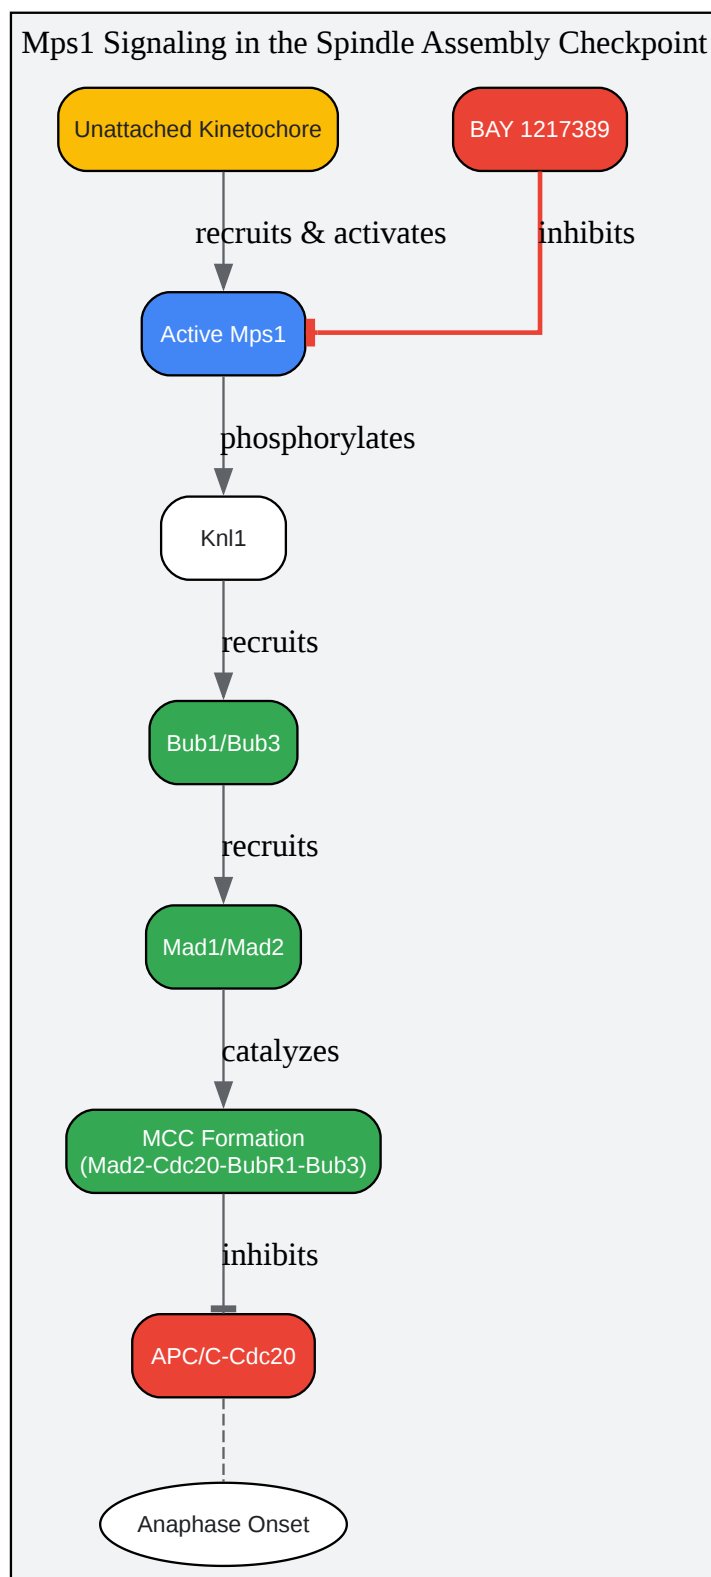 Mps1 Signaling in the Spindle Assembly Checkpoint
Unattached Kinetochore
BAY 1217389
recruits & activates
inhibits
Active Mps1
phosphorylates
Knl1
recruits
Bub1/Bub3
recruits
Mad1/Mad2
catalyzes
MCC Formation
(Mad2-Cdc20-BubR1-Bub3)
inhibits
APC/C-Cdc20
Anaphase Onset